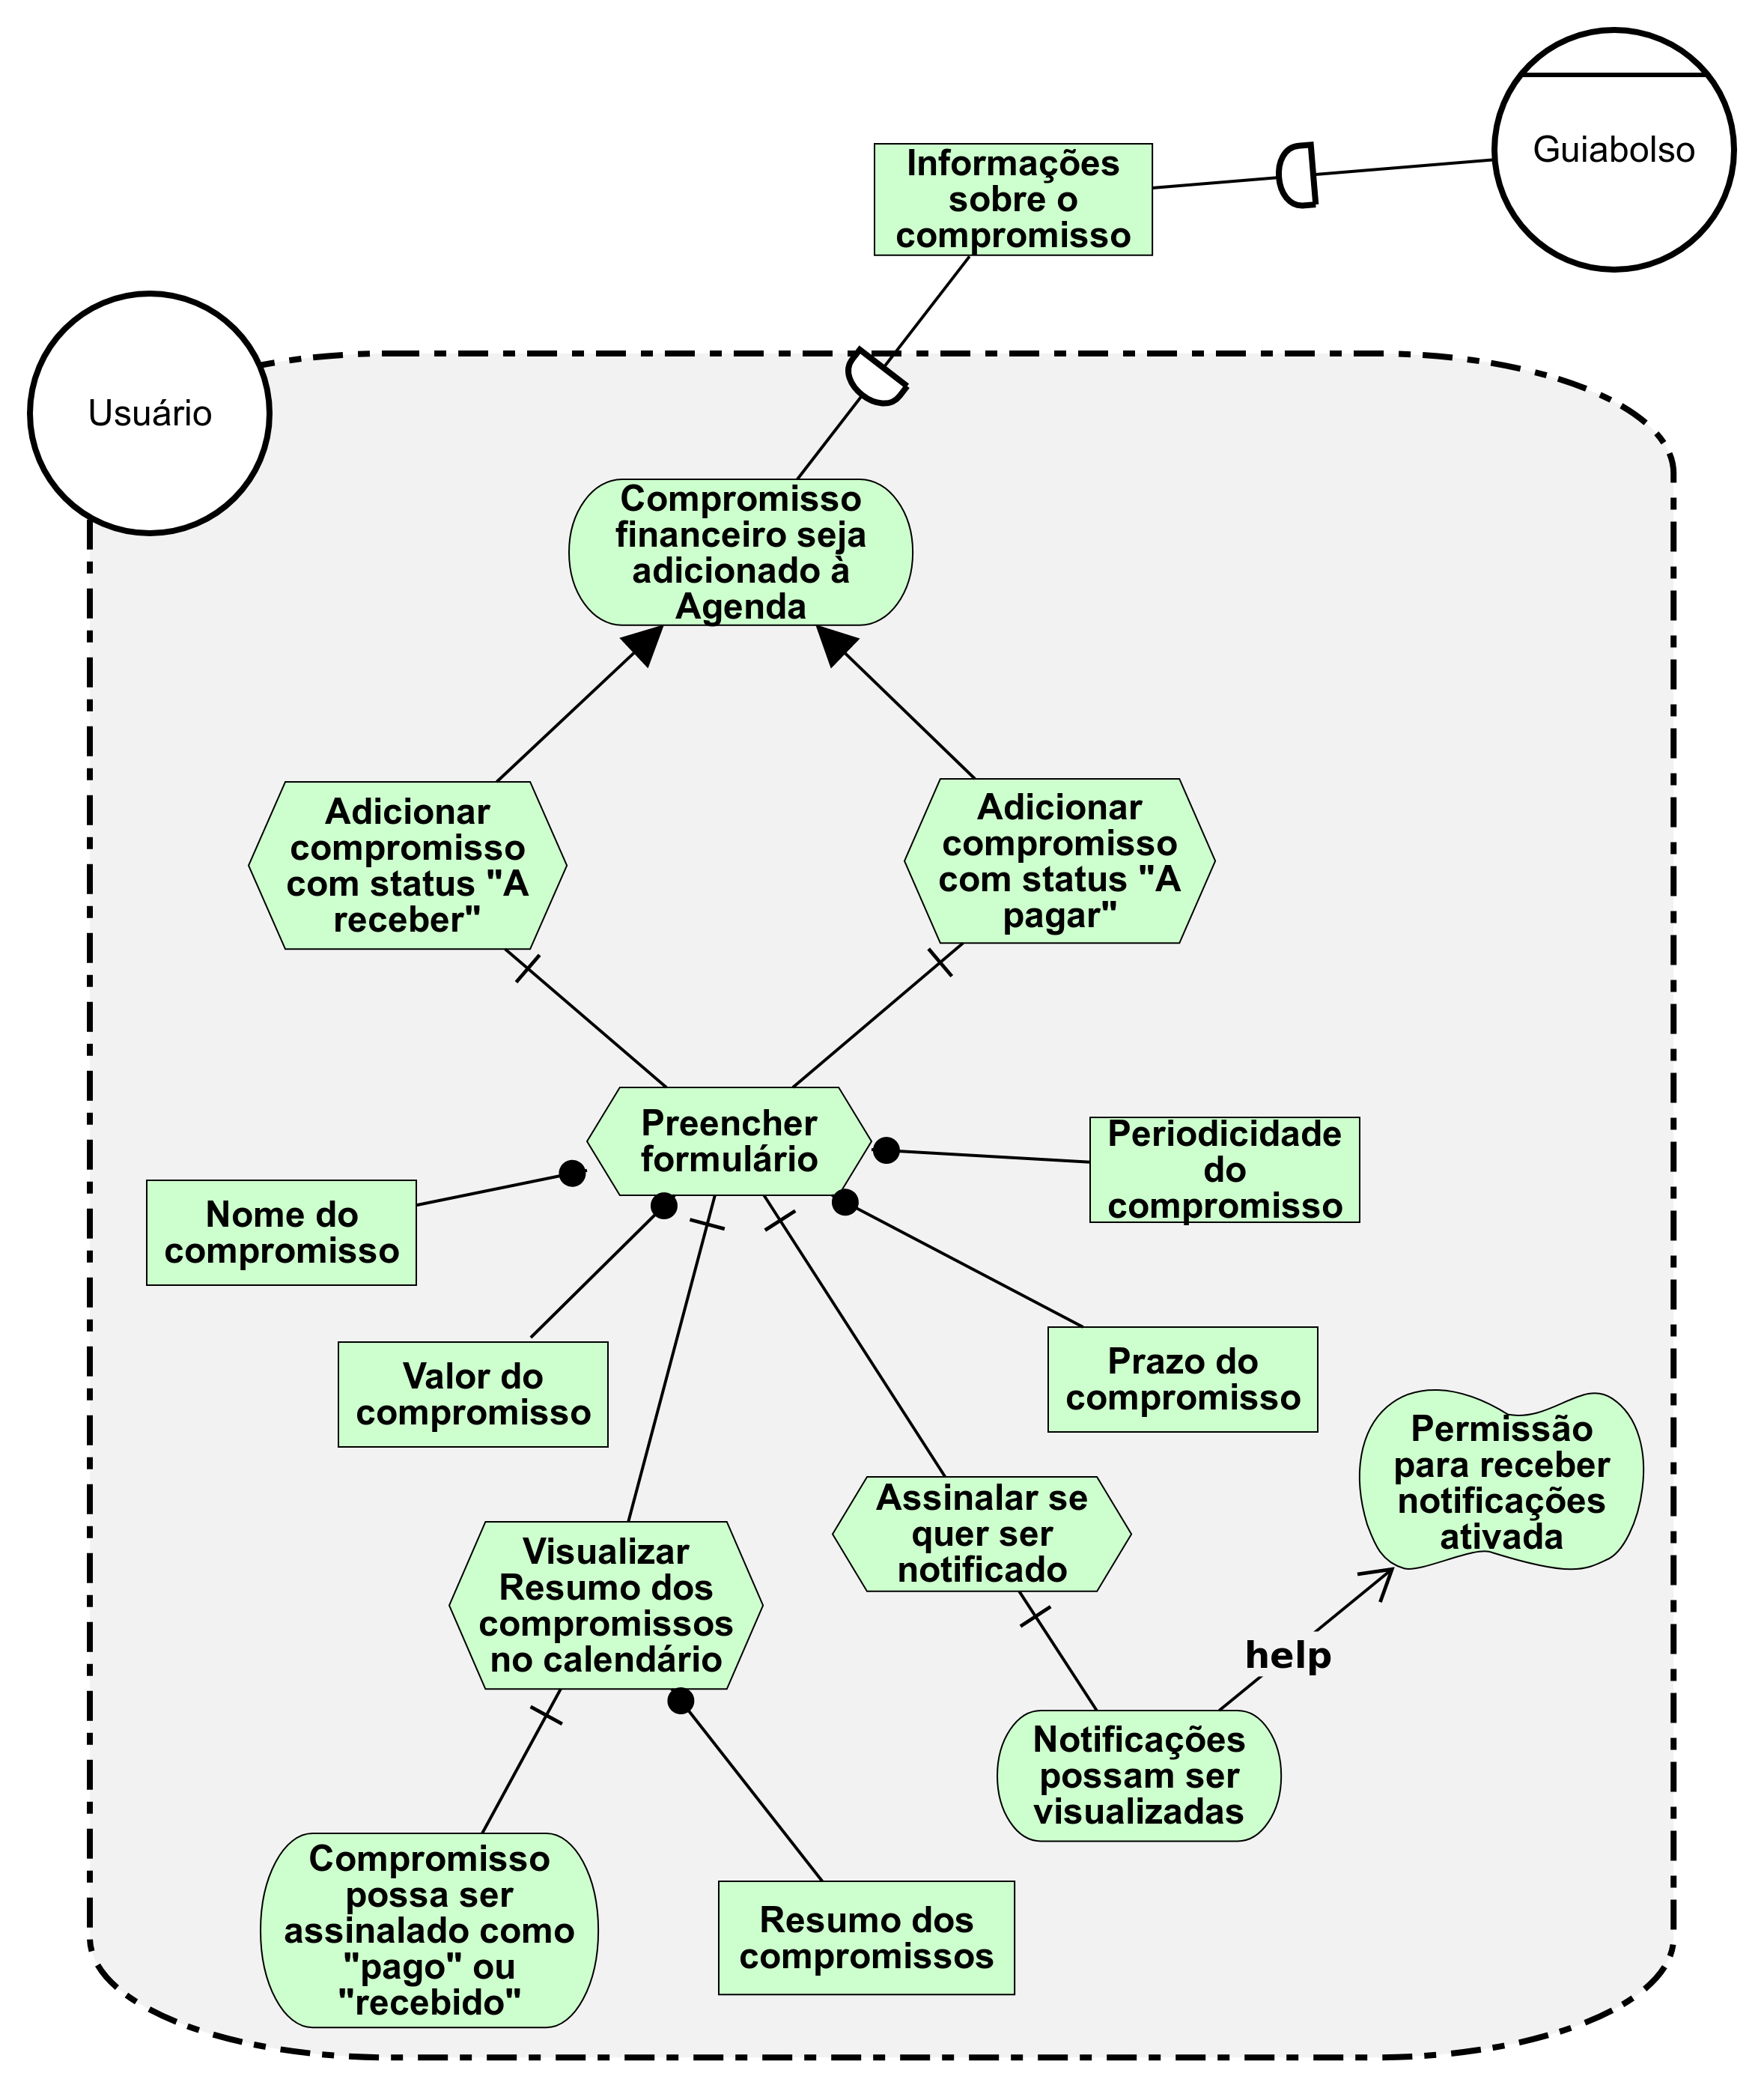 Guiabolso
Informações
sobre o
compromisso
Usuário
Compromisso
financeiro seja
adicionado à
Agenda
Adicionar
compromisso
com status "A
receber"
Adicionar
compromisso
com status "A
pagar"
Preencher
formulário
Periodicidade
do
compromisso
Nome do
compromisso
Valor do
compromisso
Prazo do
compromisso
Permissão
para receber
notificações
ativada
Assinalar se
quer ser
notificado
Visualizar
Resumo dos
compromissos
no calendário
help
Notificações
possam ser
visualizadas
Compromisso
possa ser
assinalado como
"pago" ou
"recebido"
Resumo dos
compromissos